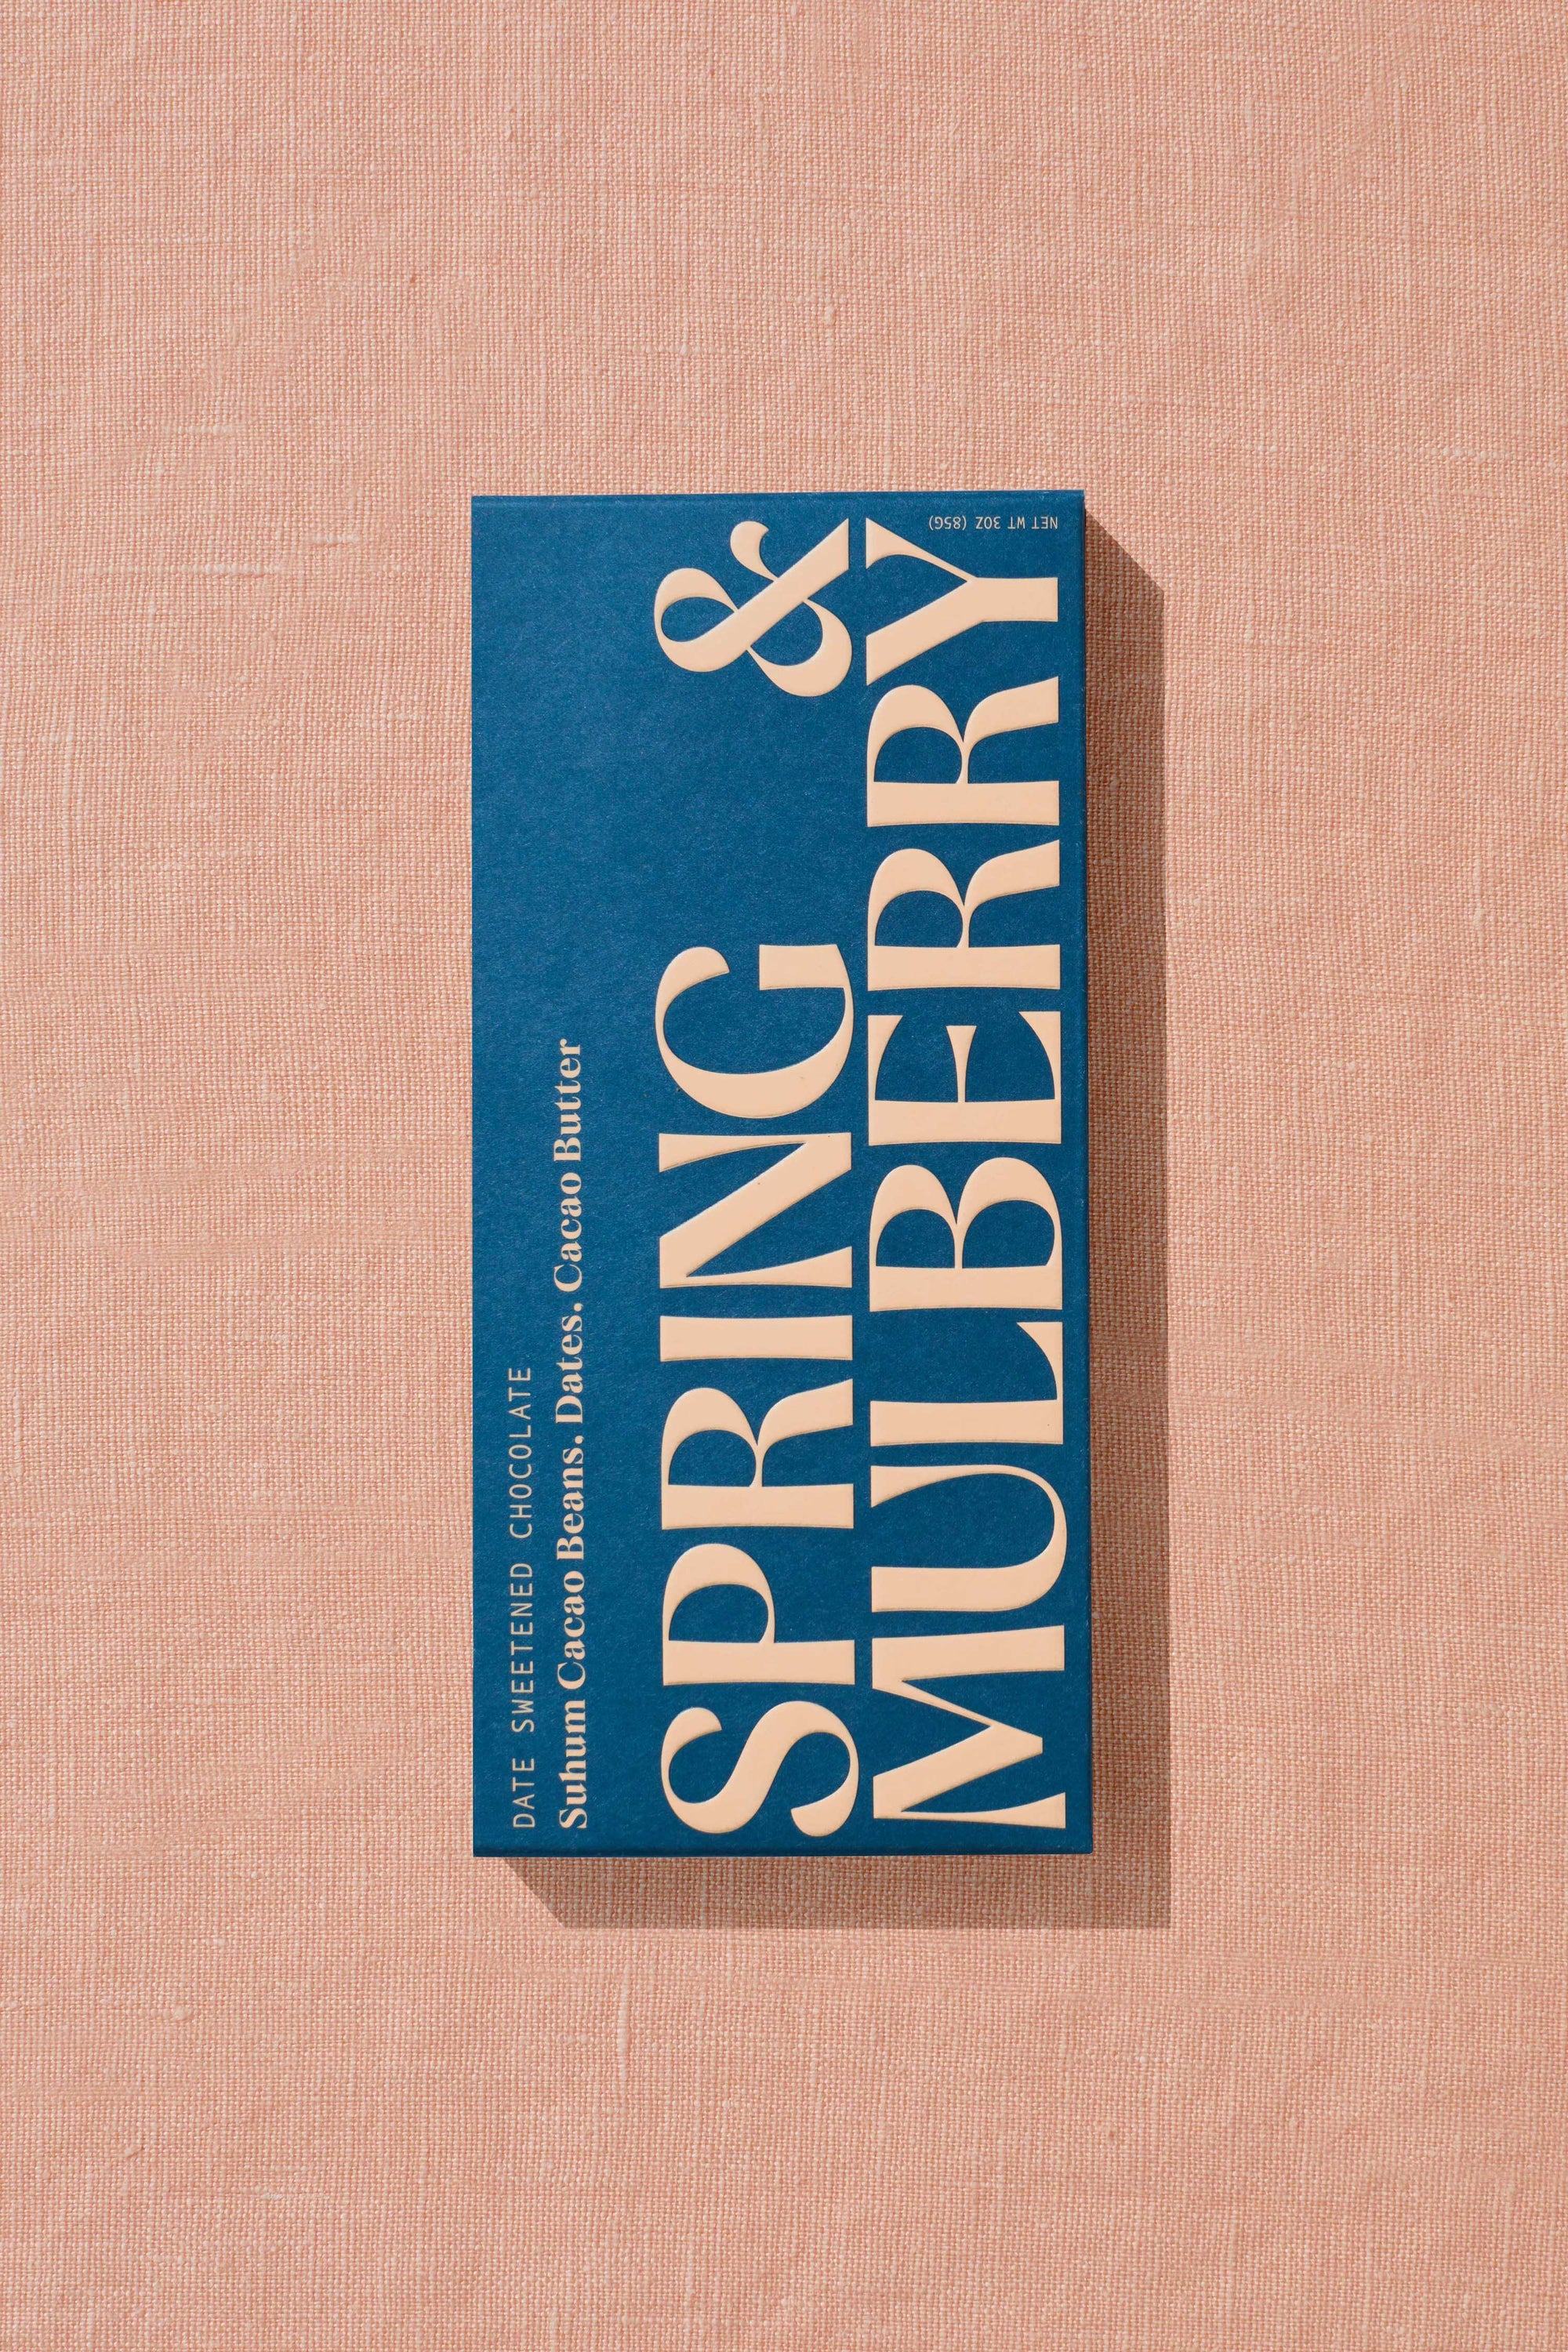 DATE SWEETENED CHOCOLATE
Suhum Cacao Beans. Dates. Cacao Butter
SPRING &
MULBERRY
NET WT 3OZ (85G)